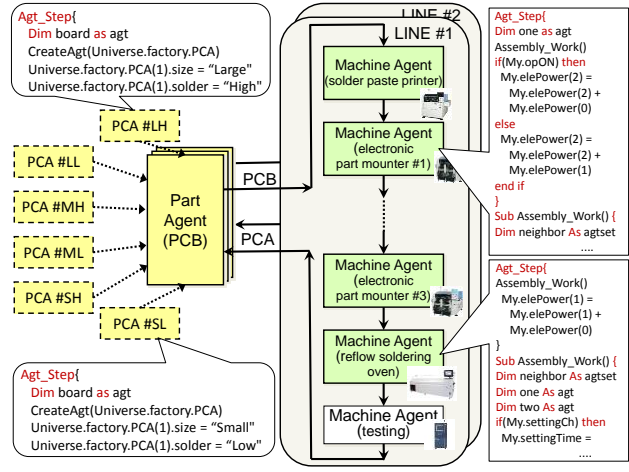 Agt_Step{
Dim board as agt
CreateAgt(Universe.factory.PCA)
Universe.factory.PCA(1).size = “Large”
Universe.factory.PCA(1).solder = “High”
PCA #LH
PCA #LL
PCA #MH
PCA #ML
PCA #SH
PCA #SL
Part
Agent
(PCB)
PCB
PCA
Agt_Step{
Dim board as agt
CreateAgt(Universe.factory.PCA)
Universe.factory.PCA(1).size = “Small”
Universe.factory.PCA(1).solder = “Low”
LINE #2
LINE #1
Machine Agent
(solder paste printer)
Machine Agent
(electronic
part mounter #1)
Machine Agent
(electronic
part mounter #3)
Machine Agent
(reflow soldering
oven)
Machine Agent
(testing)
Agt_Step{
Dim one as agt
Assembly_Work()
if(My.opON) then
My.elePower(2) =
My.elePower(2) +
My.elePower(0)
else
My.elePower(2) =
My.elePower(2) +
My.elePower(1)
end if
}
Sub Assembly_Work() {
Dim neighbor As agtset
....
Agt_Step{
Assembly_Work()
My.elePower(1) =
My.elePower(1) +
My.elePower(0)
}
Sub Assembly_Work() {
Dim neighbor As agtset
Dim one As agt
Dim two As agt
if(My.settingCh) then
My.settingTime =
....